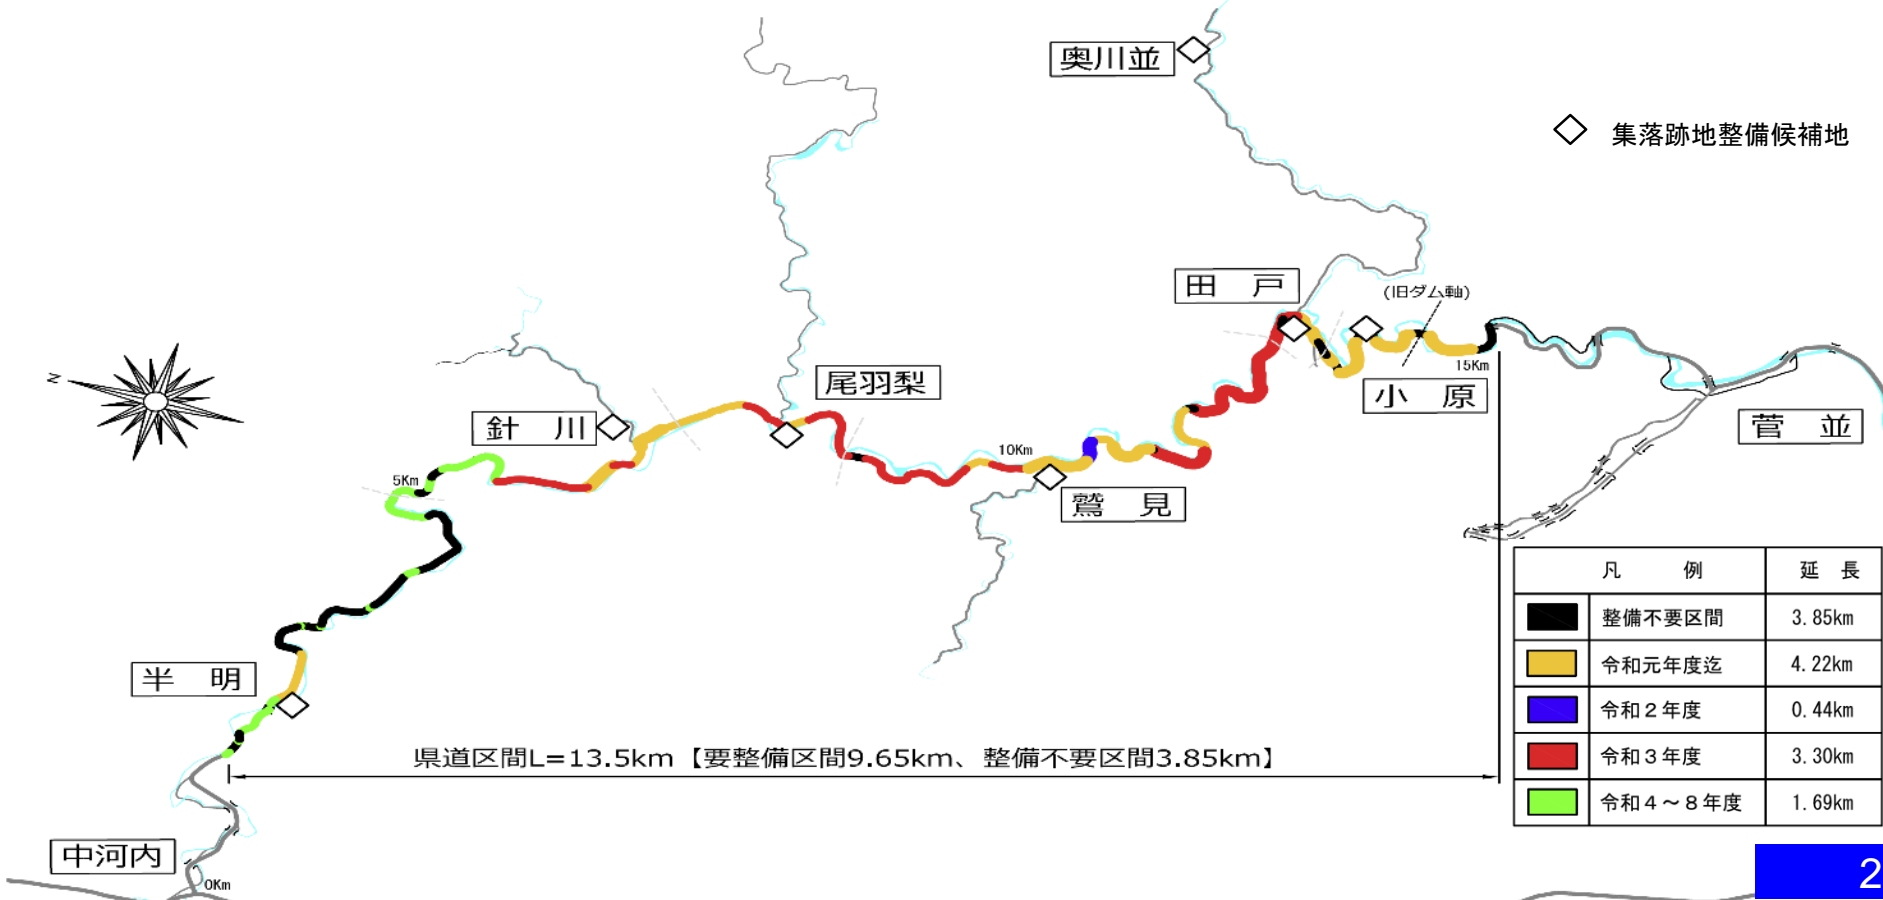 奥川並
◇ 集落跡地整備候補地
田 戸
(旧ダム軸)
尾羽梨
15Km
小 原
針 川
菅 並
10Km
5Km
鷲 見
N
半 明
県道区間L=13.5km【要整備区間9.65km、整備不要区間3.85km】
中河内
0Km
凡 例 延 長
整備不要区間 3.85km
令和元年度迄 4.22km
令和2年度 0.44km
令和3年度 3.30km
令和4～8年度 1.69km
2